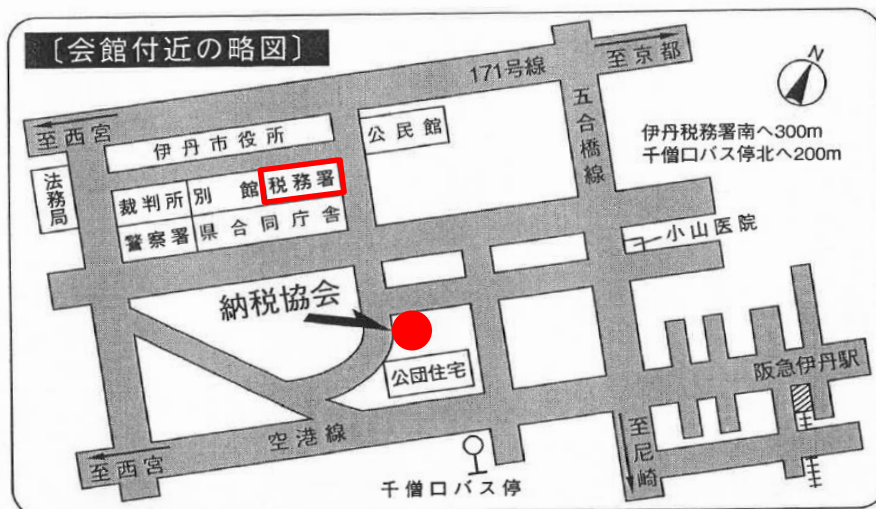 〔会館付近の略図〕
171号線
至京都
N
至西宮
伊丹市役所
公民館
五合橋線
伊丹税務署南へ300m
千僧口バス停北へ200m
法務局
裁判所
別館
税務署
警察署
県合同庁舎
小山医院
納税協会
公団住宅
阪急伊丹駅
空港線
至西宮
至尼崎
千僧口バス停